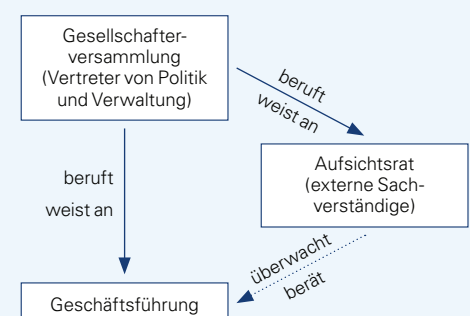 Gesellschafter-
versammlung
(Vertreter von Politik
und Verwaltung)
beruft
weist an
beruft
weist an
Aufsichtsrat
(externe Sach-
verständige)
überwacht
berät
Geschäftsführung